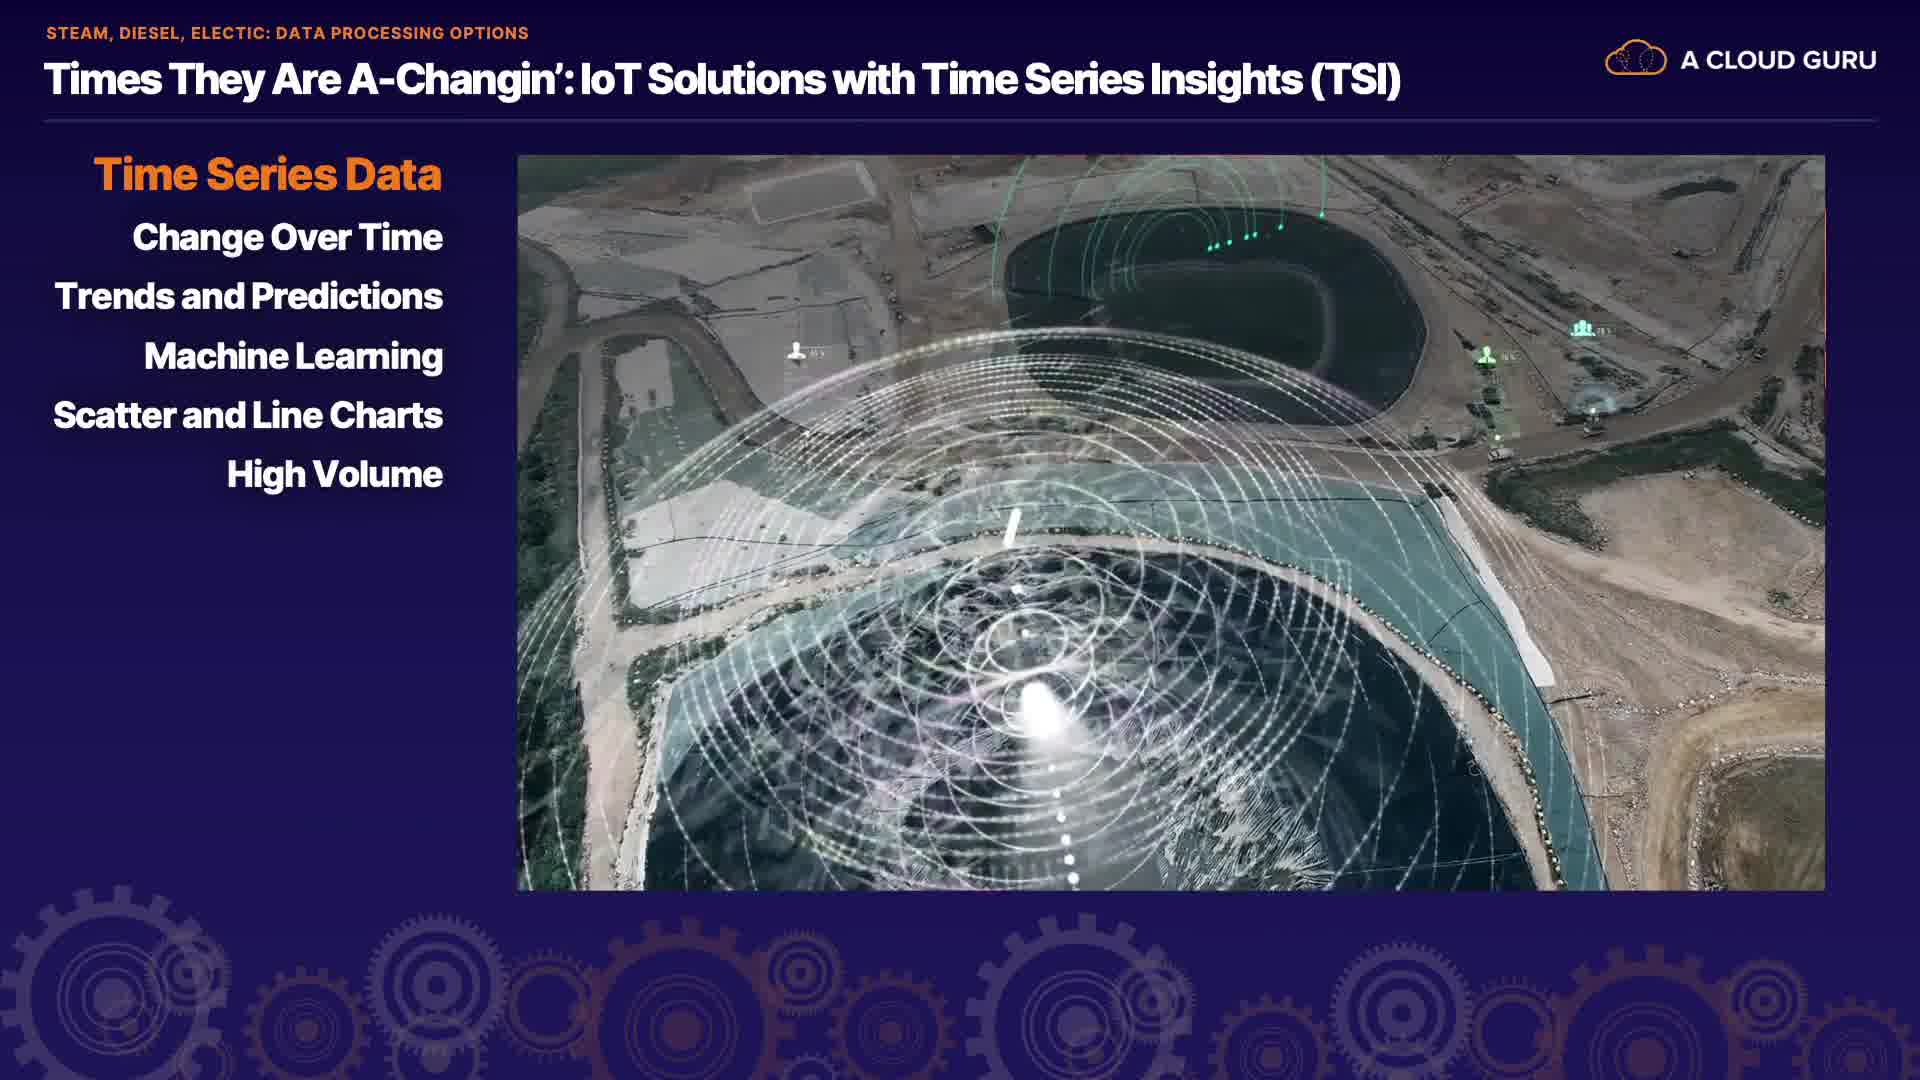 STEAM, DIESEL, ELECTIC: DATA PROCESSING OPTIONS
Times They Are A-Changin’: IoT Solutions with Time Series Insights (TSI)
A CLOUD GURU
Time Series Data
Change Over Time
Trends and Predictions
Machine Learning
Scatter and Line Charts
High Volume